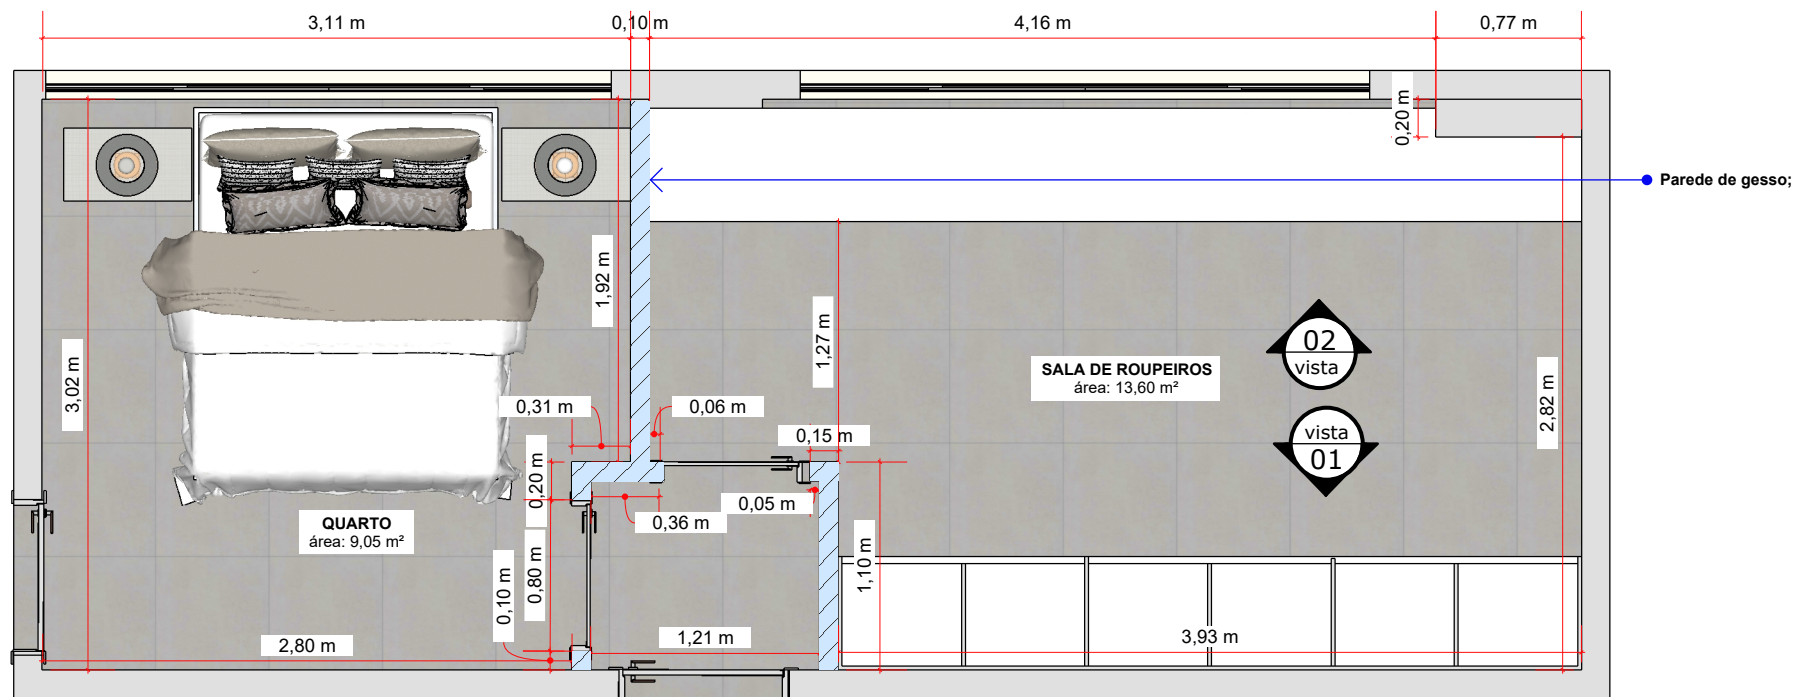 3,11 m
0,10 m
4,16 m
0,77 m
0,20 m
Parede de gesso;
1,92 m
1,27 m
3,02 m
02
vista
SALA DE ROUPEIROS
área: 13,60 m²
2,82 m
0,31 m
0,06 m
0,15 m
vista
01
0,20 m
0,05 m
0,36 m
QUARTO
área: 9,05 m²
0,80 m
0,10 m
1,10 m
2,80 m
1,21 m
3,93 m